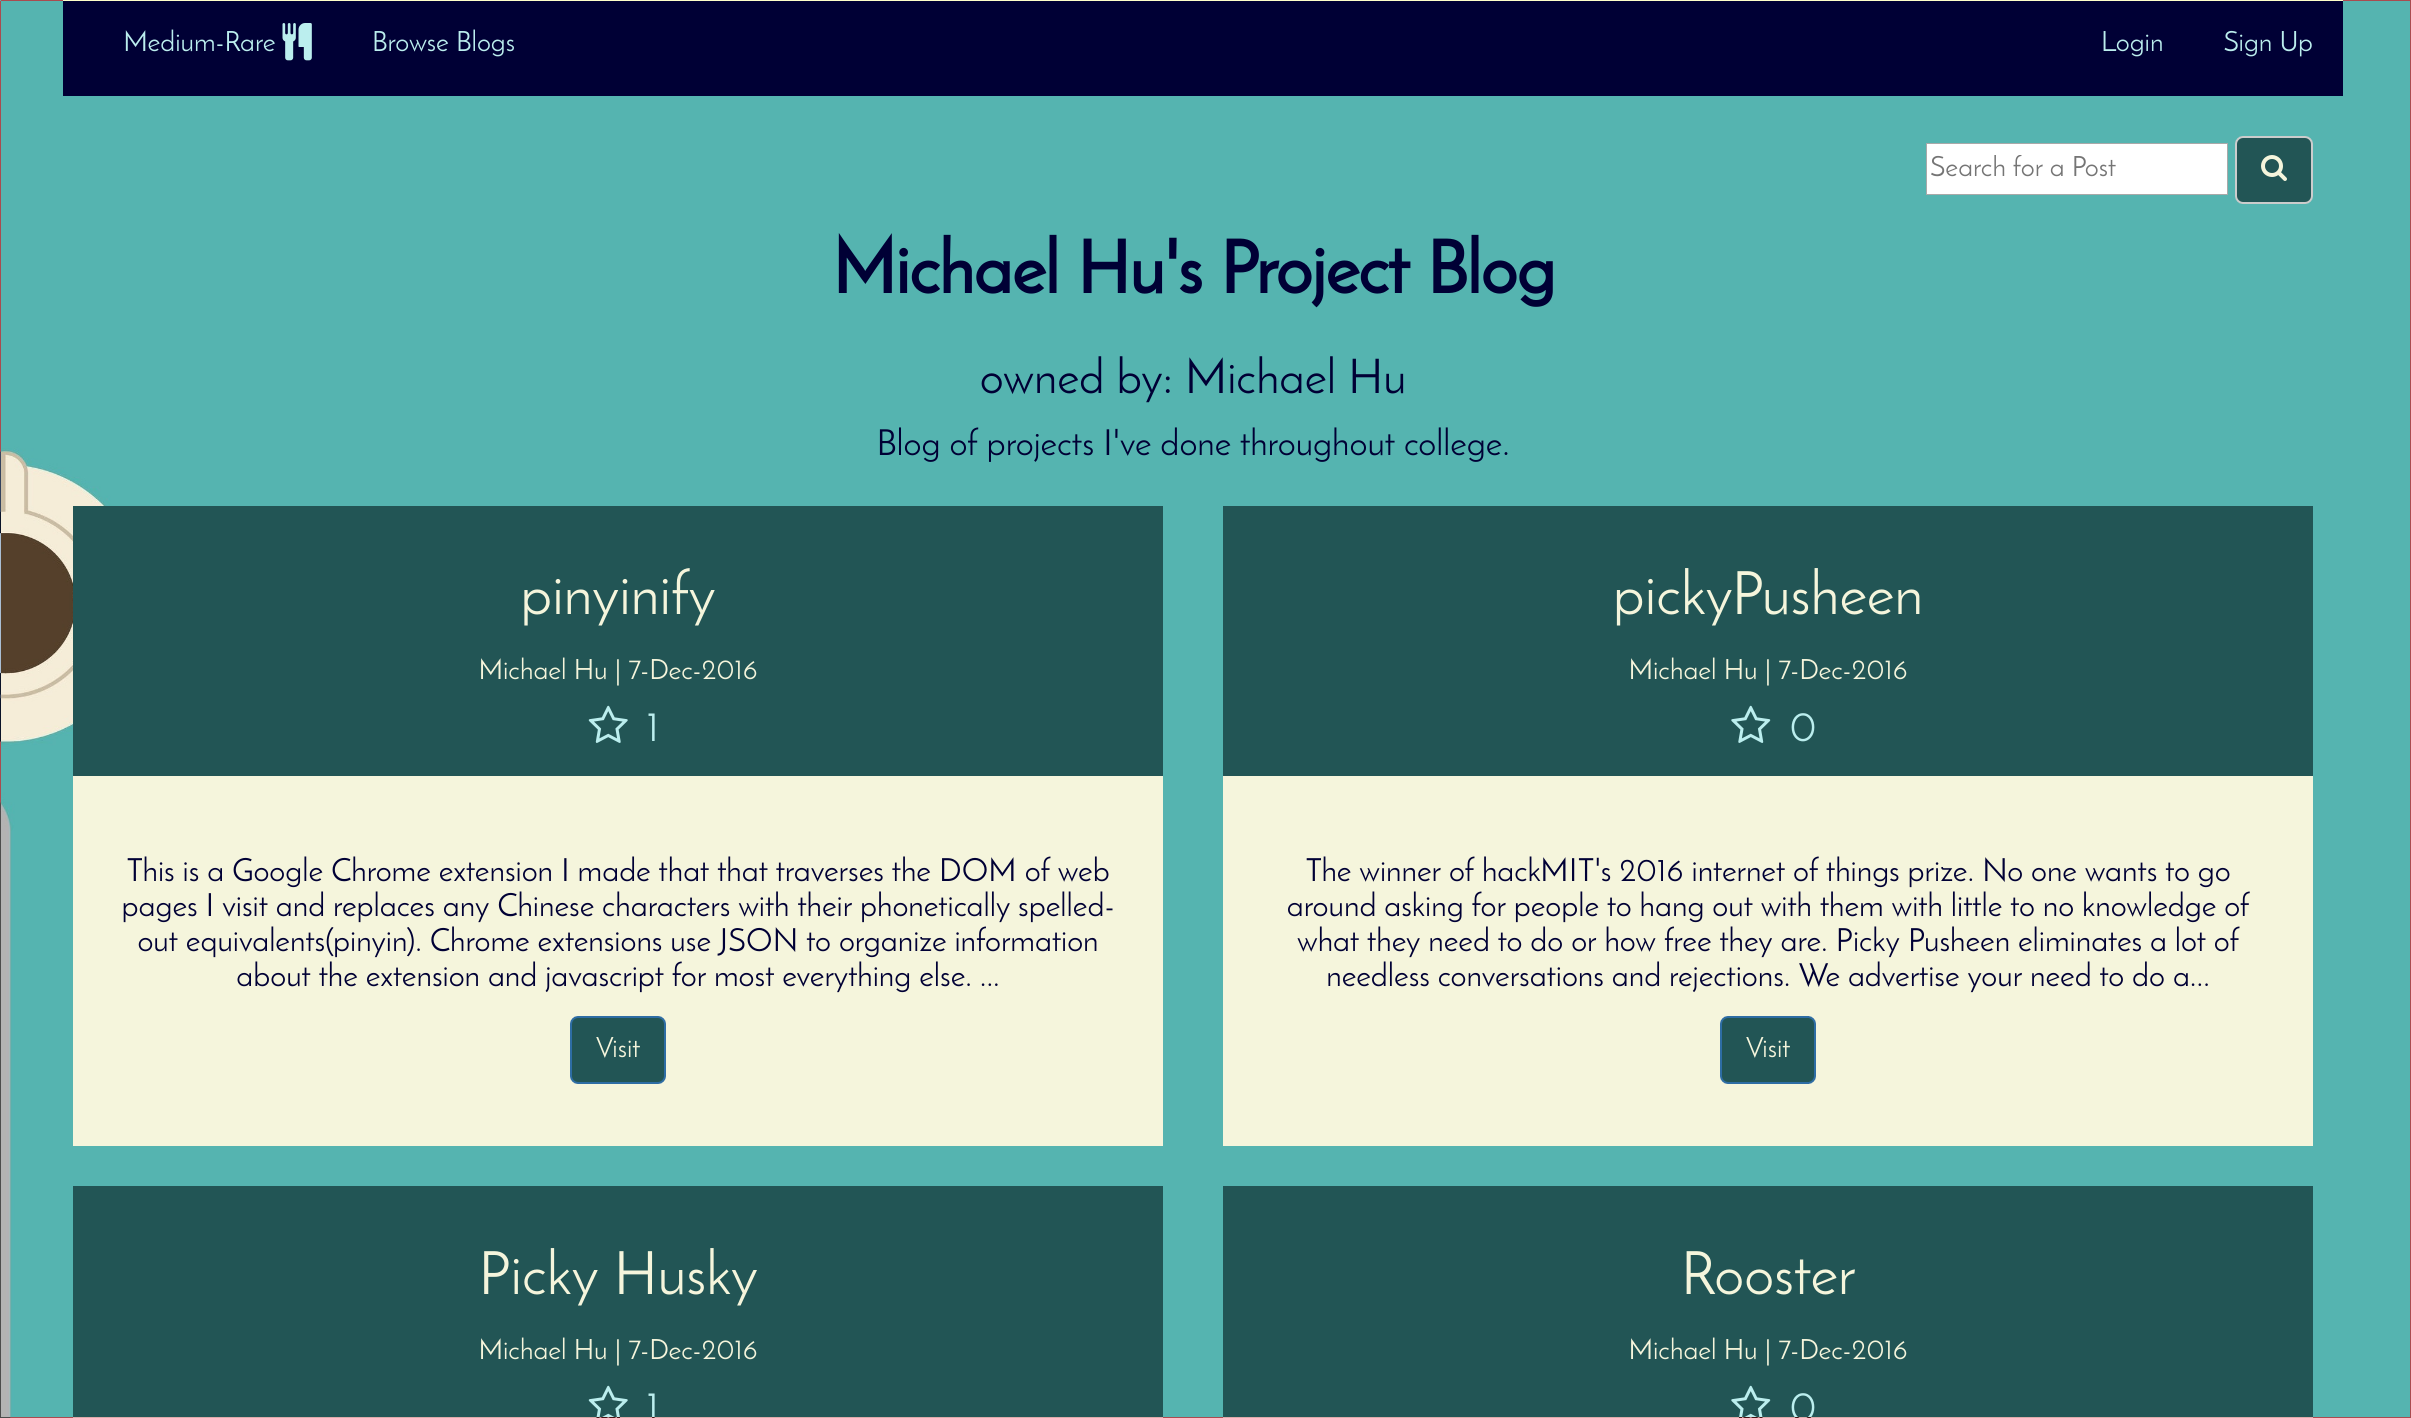 Medium-Rare Browse Blogs Login Sign Up
Search for a Post
Michael Hu's Project Blog
owned by: Michael Hu
Blog of projects I've done throughout college.
pinyinify
Michael Hu | 7-Dec-2016
1
This is a Google Chrome extension I made that that traverses the DOM of web
pages I visit and replaces any Chinese characters with their phonetically spelled-
out equivalents(pinyin). Chrome extensions use JSON to organize information
about the extension and javascript for most everything else. ...
Visit
pickyPusheen
Michael Hu | 7-Dec-2016
0
The winner of hackMIT's 2016 internet of things prize. No one wants to go
around asking for people to hang out with them with little to no knowledge of
what they need to do or how free they are. Picky Pusheen eliminates a lot of
needless conversations and rejections. We advertise your need to do a...
Visit
Picky Husky
Michael Hu | 7-Dec-2016
1
Rooster
Michael Hu | 7-Dec-2016
0